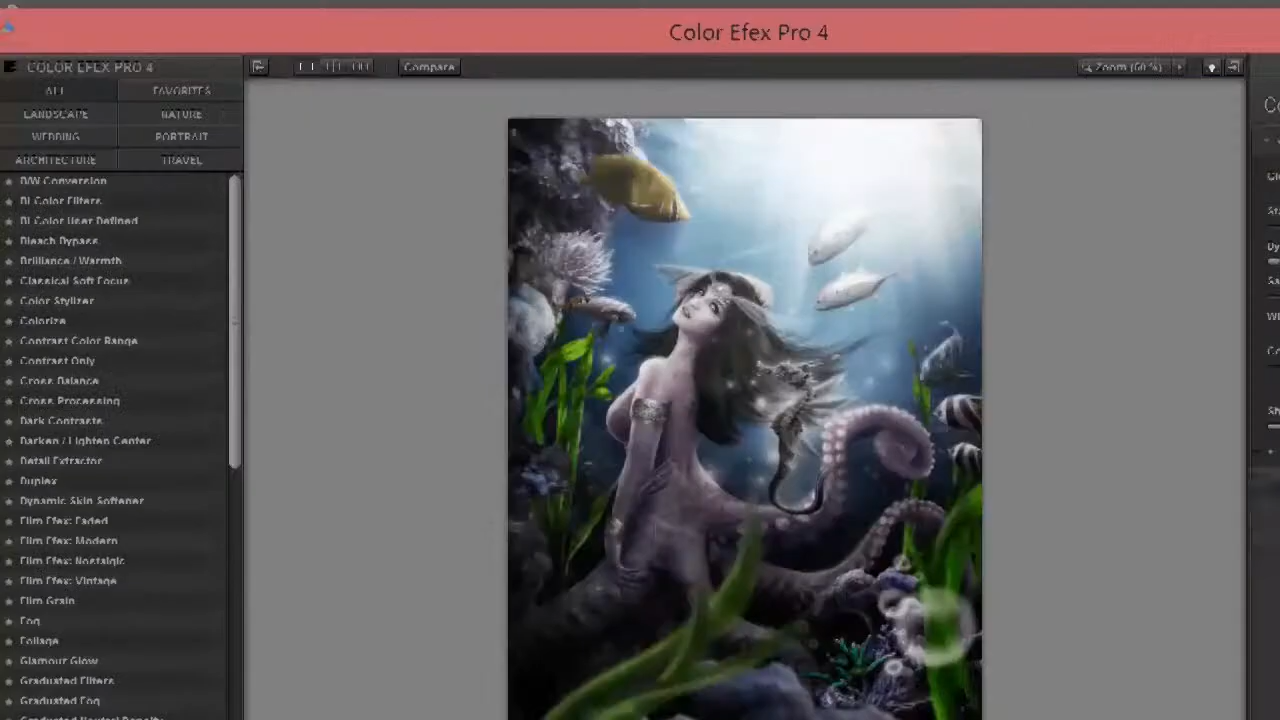 Color Efex Pro 4
COLOR EFEX PRO 4
Compare
Zoom (60 %)
ALL
FAVORITES
LANDSCAPE
NATURE
WEDDING
PORTRAIT
ARCHITECTURE
TRAVEL
B/W Conversion
Bi-Color Filters
Bi-Color User Defined
Bleach Bypass
Brilliance / Warmth
Classical Soft Focus
Color Stylizer
Colorize
Contrast Color Range
Contrast Only
Cross Balance
Cross Processing
Dark Contrasts
Darken / Lighten Center
Detail Extractor
Duplex
Dynamic Skin Softener
Film Efex: Faded
Film Efex: Modern
Film Efex: Nostalgic
Film Efex: Vintage
Film Grain
Fog
Foliage
Glamour Glow
Graduated Filters
Graduated Fog
Graduated Neutral Density